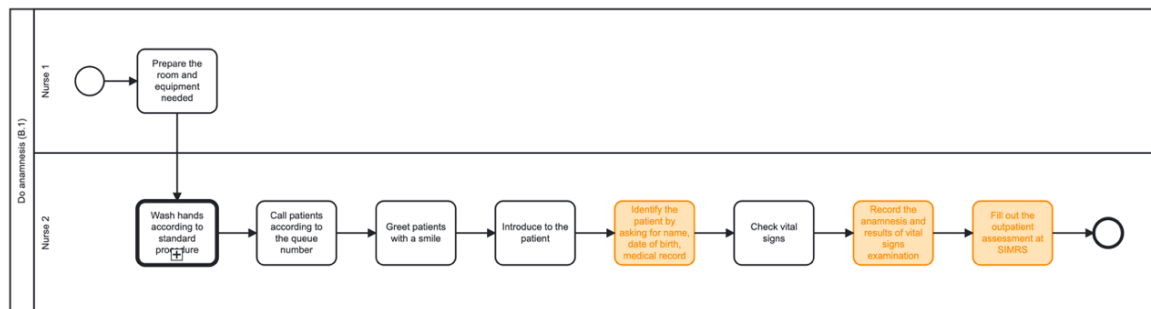 Do anamnesis (B.1)
Nurse 1
Prepare the
room and
equipment
needed
Nurse 2
Wash hands
according to
standard
procedure
Call patients
according to
the queue
number
Greet patients
with a smile
Introduce to the
patient
Identify the
patient by
asking for name,
date of birth,
medical record
Check vital
signs
Record the
anamnesis and
results of vital
signs
examination
Fill out the
outpatient
assessment at
SIMRS